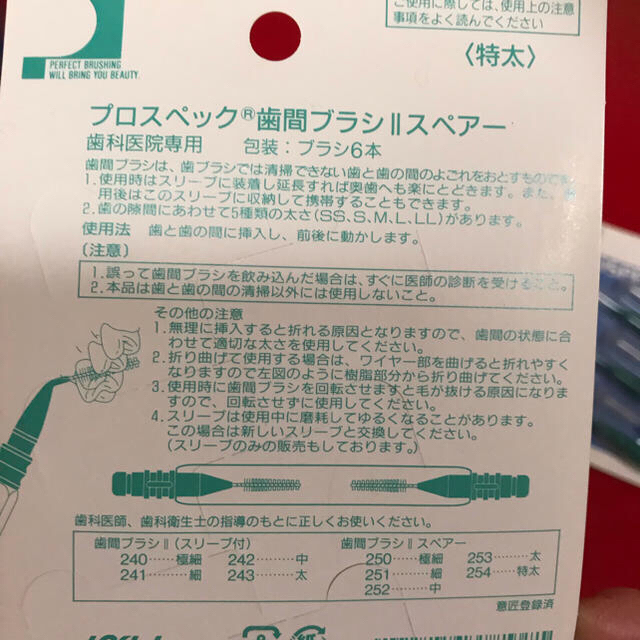 ご使用に際しては、使用上の注意
事項をよく読んでください
PERFECT BRUSHING
WILL BRING YOU BEAUTY.
〈特太〉
プロスペック®歯間ブラシⅡスペアー
歯科医院専用 包装:ブラシ6本
歯間ブラシは、歯ブラシでは清掃できない歯と歯の間のよごれをおとすものです
1.使用時はスリーブに装着し延長すれば奥歯へも楽にとどきます。また、
用後はこのスリーブに収納して携帯することもできます。
2.歯の隙間にあわせて5種類の太さ(SS、S、M、L、LL)があります。
使用法 歯と歯の間に挿入し、前後に動かします。
〔注意〕
1.誤って歯間ブラシを飲み込んだ場合は、すぐに医師の診断を受けること。
2.本品は歯と歯の間の清掃以外には使用しないこと。
その他の注意
1.無理に挿入すると折れる原因となりますので、歯間の状態に合
わせて適切な太さを使用してください。
2.折り曲げて使用する場合は、ワイヤー部を曲げると折れやすく
なりますので左図のように樹脂部分から折り曲げてください。
3.使用時に歯間ブラシを回転させますと毛が抜ける原因になりま
すので、回転させずに使用してください。
4.スリーブは使用中に磨耗してゆるくなることがあります。
この場合は新しいスリーブと交換してください。
(スリーブのみの販売もしております。)
歯科医師、歯科衛生士の指導のもとに正しくお使いください。
歯間ブラシⅡ(スリーブ付)
240……極細 242……中
241……細 243……太
歯間ブラシⅡ スペアー
250……極細 253……太
251……細 254……特太
252……中
意匠登録済
紙